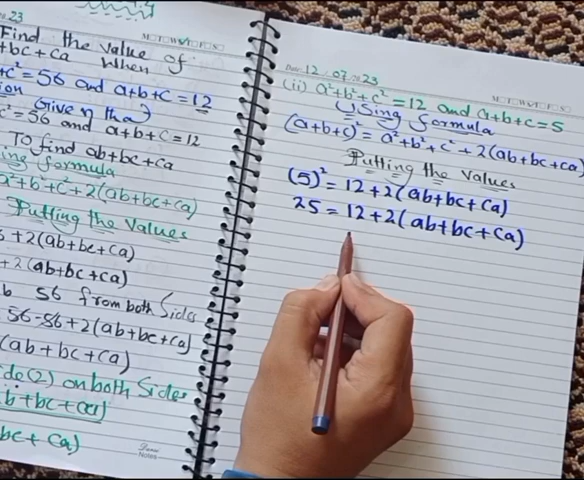 .23
Find the value of
+bc+ca when
+c²=56 and a+b+c=12
ion Given that
c²=56 and a+b+c=12
To find ab+bc+ca
ing formula
a²+b²+c²+2(ab+bc+ca)
Putting the values
6+2(ab+bc+ca)
+2(ab+bc+ca)
b 56 from both Sides
56-56+2(ab+bc+ca)
(ab+bc+ca)
ide(2) on both Sides
b+bc+ca)
bc+ca)
Notes
Date: 12/07/23
(ii) a²+b²+c²=12 and a+b+c=5
Using formula
(a+b+c)²=a²+b²+c²+2(ab+bc+ca)
Putting the values
(5)²=12+2(ab+bc+ca)
25=12+2(ab+bc+ca)